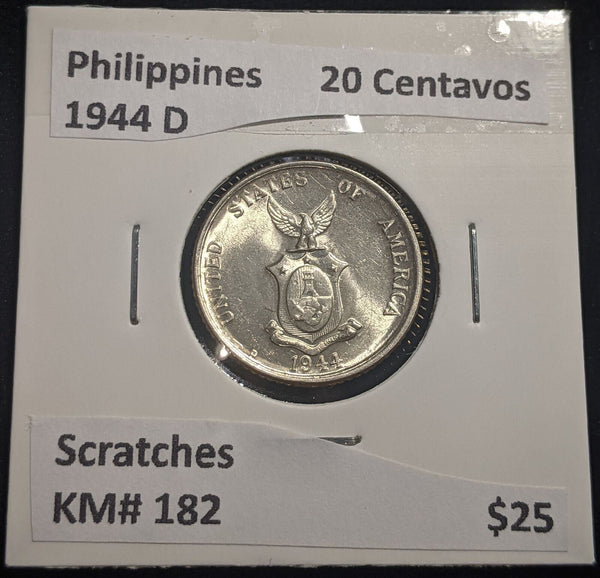 Philippines 20 Centavos
1944 D
UNITED STATES OF AMERICA
D
1944
Scratches
KM# 182 $25